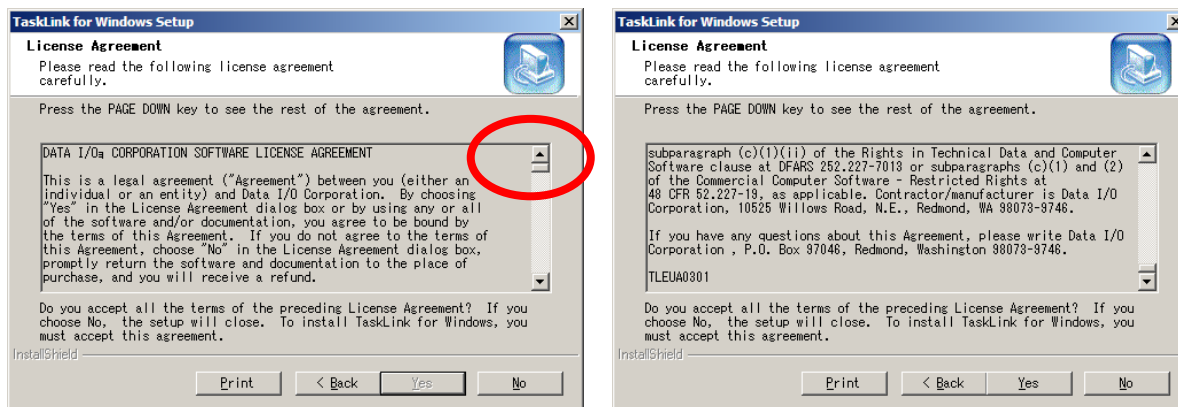 TaskLink for Windows Setup
License Agreement
Please read the following license agreement
carefully.
Press the PAGE DOWN key to see the rest of the agreement.
DATA I/Oª CORPORATION SOFTWARE LICENSE AGREEMENT
This is a legal agreement ("Agreement") between you (either an
individual or an entity) and Data I/O Corporation.  By choosing
"Yes" in the License Agreement dialog box or by using any or all
of the software and/or documentation, you agree to be bound by
the terms of this Agreement.  If you do not agree to the terms of
this Agreement, choose "No" in the License Agreement dialog box,
promptly return the software and documentation to the place of
purchase, and you will receive a refund.
Do you accept all the terms of the preceding License Agreement?  If you
choose No,  the setup will close.  To install TaskLink for Windows, you
must accept this agreement.
InstallShield
Print
< Back
Yes
No
TaskLink for Windows Setup
License Agreement
Please read the following license agreement
carefully.
Press the PAGE DOWN key to see the rest of the agreement.
subparagraph (c)(1)(ii) of the Rights in Technical Data and Computer
Software clause at DFARS 252.227-7013 or subparagraphs (c)(1) and (2)
of the Commercial Computer Software - Restricted Rights at
48 CFR 52.227-19, as applicable. Contractor/manufacturer is Data I/O
Corporation, 10525 Willows Road, N.E., Redmond, WA 98073-9746.
If you have any questions about this Agreement, please write Data I/O
Corporation , P.O. Box 97046, Redmond, Washington 98073-9746.
TLEUA0301
Do you accept all the terms of the preceding License Agreement?  If you
choose No,  the setup will close.  To install TaskLink for Windows, you
must accept this agreement.
InstallShield
Print
< Back
Yes
No